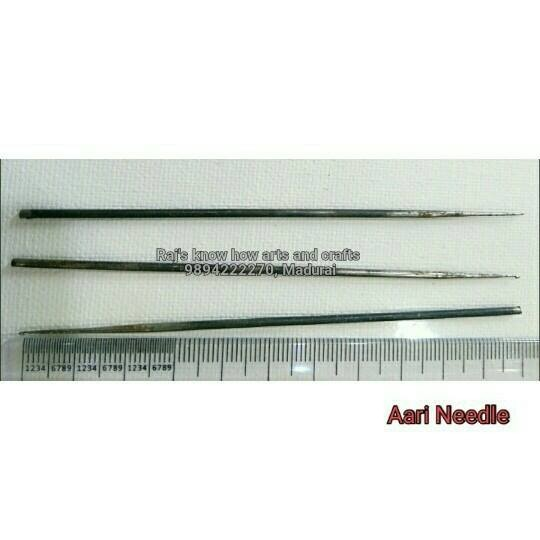 Raj's know how arts and crafts
9894222270, Madurai
1234 6789 1234 6789 1234 6789
Aari Needle